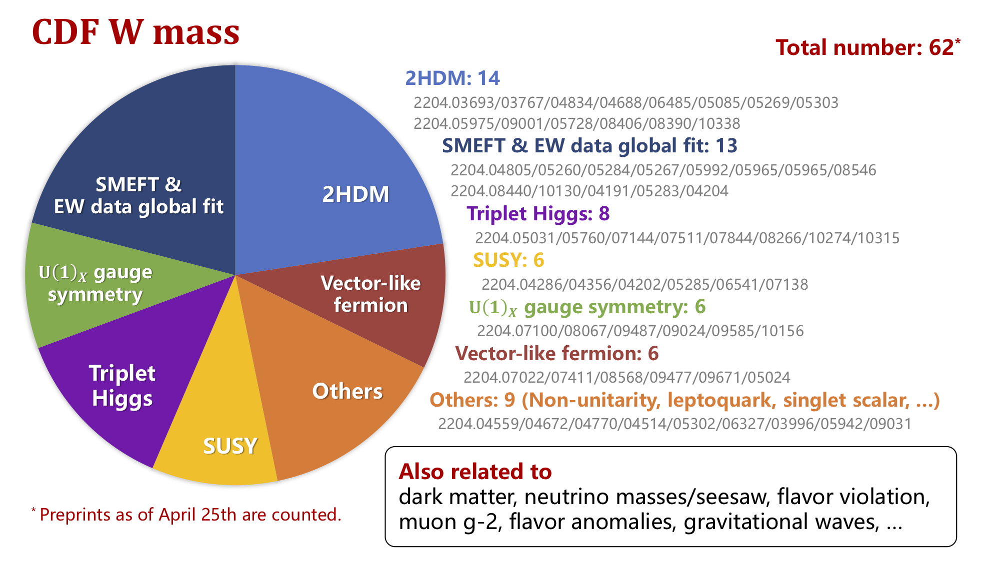 CDF W mass
Total number: 62*
2HDM: 14
2204.03693/03767/04834/04688/06485/05085/05269/05303
2204.05975/09001/05728/08406/08390/10338
SMEFT & EW data global fit: 13
2204.04805/05260/05284/05267/05992/05965/05965/08546
2204.08440/10130/04191/05283/04204
Triplet Higgs: 8
2204.05031/05760/07144/07511/07844/08266/10274/10315
SUSY: 6
2204.04286/04356/04202/05285/06541/07138
U(1)X gauge symmetry: 6
2204.07100/08067/09487/09024/09585/10156
Vector-like fermion: 6
2204.07022/07411/08568/09477/09671/05024
Others: 9 (Non-unitarity, leptoquark, singlet scalar, …)
2204.04559/04672/04770/04514/05302/06327/03996/05942/09031
SMEFT &
EW data global fit
2HDM
U(1)X gauge
symmetry
Vector-like
fermion
Triplet
Higgs
Others
SUSY
Also related to
dark matter, neutrino masses/seesaw, flavor violation,
muon g-2, flavor anomalies, gravitational waves, …
* Preprints as of April 25th are counted.